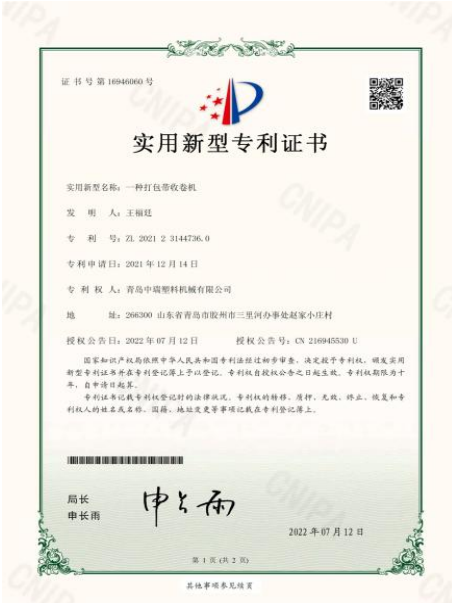 证书号第16946060号
实用新型专利证书
实用新型名称：一种打包带收卷机
发 明 人：王福廷
专 利 号：ZL 2021 2 3144736.0
专利申请日：2021年12月14日
专 利 权 人：青岛中瑞塑料机械有限公司
地 址：266300 山东省青岛市胶州市三里河办事处赵家小庄村
授权公告日：2022年07月12日 授权公告号：CN 216945530 U
国家知识产权局依照中华人民共和国专利法经过初步审查，决定授予专利权，颁发实用
新型专利证书并在专利登记簿上予以登记。专利权自授权公告之日起生效。专利权期限为十
年，自申请日起算。
专利证书记载专利权登记时的法律状况。专利权的转移、质押、无效、终止、恢复和专
利权人的姓名或名称、国籍、地址变更等事项记载在专利登记簿上。
局长
申长雨
申长雨
2022年07月12日
第 1 页 (共 2 页)
其他事项参见续页
CNIPA
CNIPA
CNIPA
CNIPA